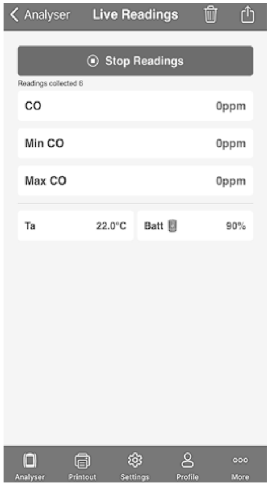 Analyser Live Readings
Stop Readings
Readings collected 6
CO 0ppm
Min CO 0ppm
Max CO 0ppm
Ta 22.0°C Batt 90%
Analyser Printout Settings Profile More